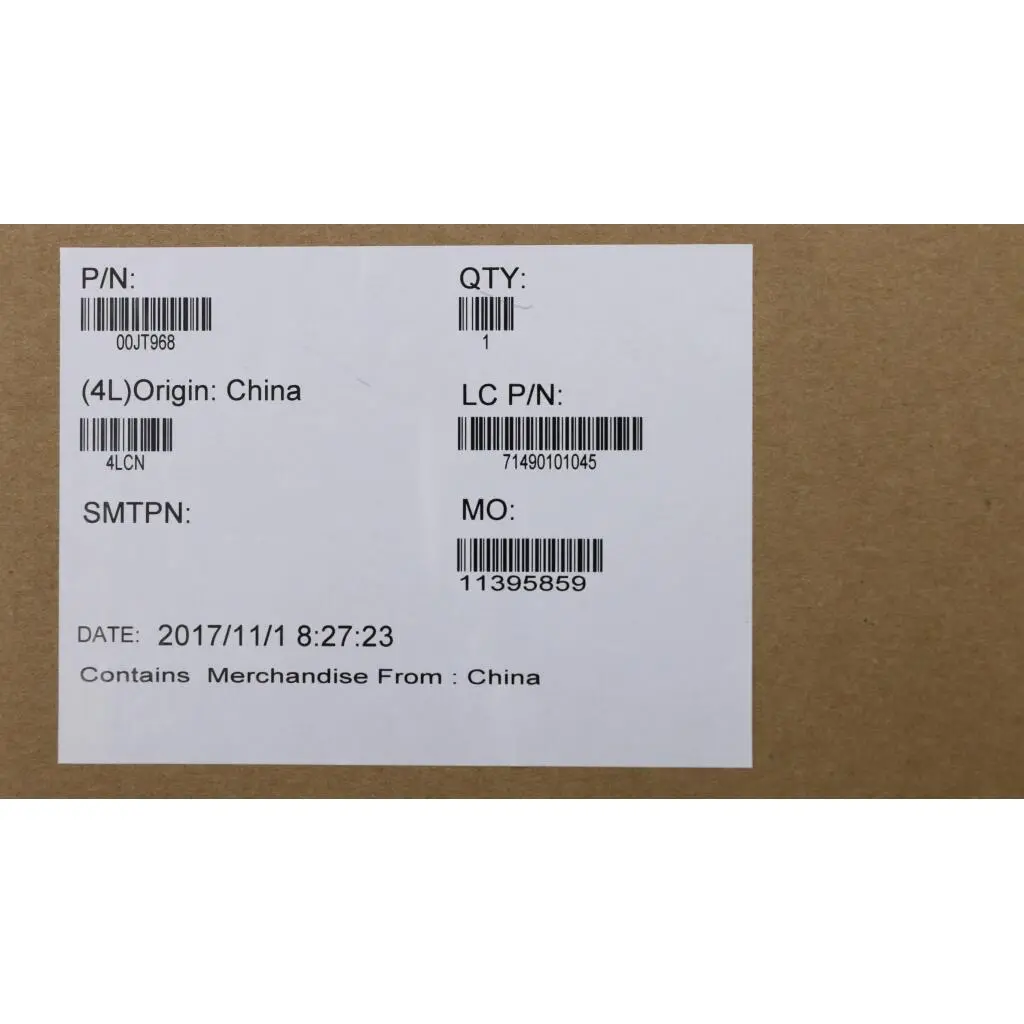 P/N:
00JT968
QTY:
1
(4L)Origin: China
4LCN
LC P/N:
71490101045
SMTPN:
MO:
11395859
DATE: 2017/11/1 8:27:23
Contains Merchandise From : China